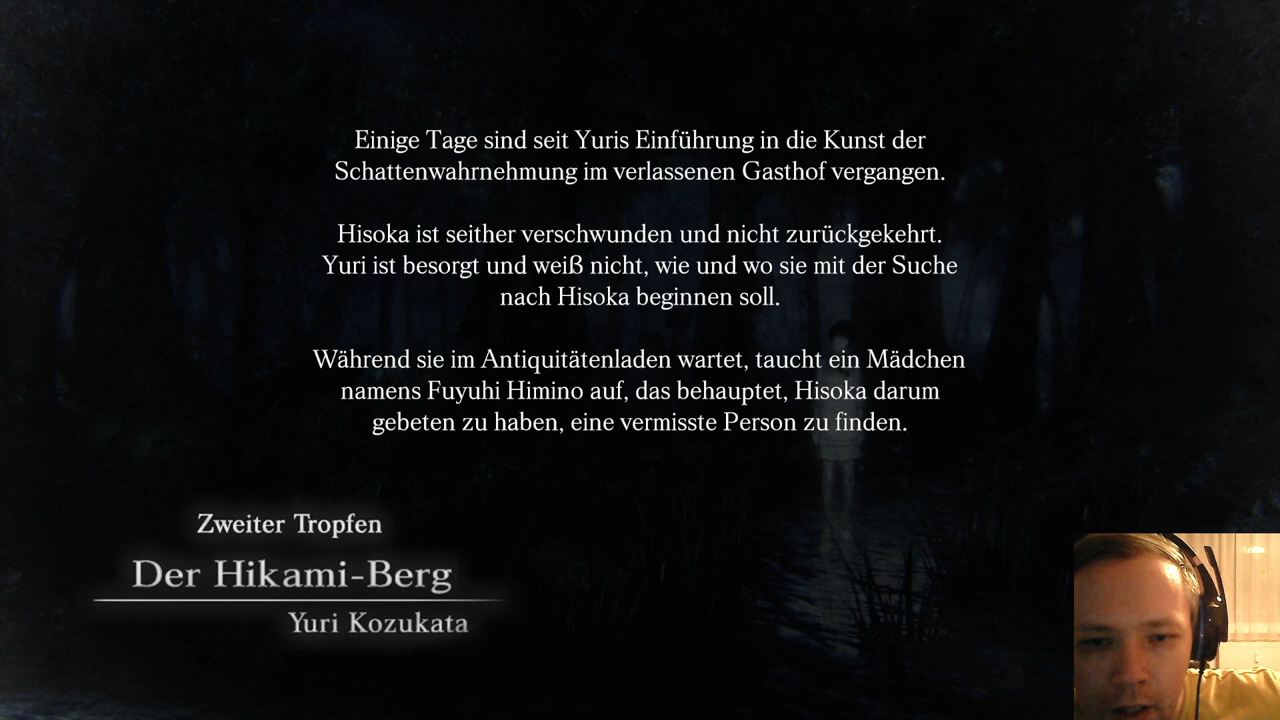 Einige Tage sind seit Yuris Einführung in die Kunst der
Schattenwahrnehmung im verlassenen Gasthof vergangen.
Hisoka ist seither verschwunden und nicht zurückgekehrt.
Yuri ist besorgt und weiß nicht, wie und wo sie mit der Suche
nach Hisoka beginnen soll.
Während sie im Antiquitätenladen wartet, taucht ein Mädchen
namens Fuyuhi Himino auf, das behauptet, Hisoka darum
gebeten zu haben, eine vermisste Person zu finden.
Zweiter Tropfen
Der Hikami-Berg
Yuri Kozukata